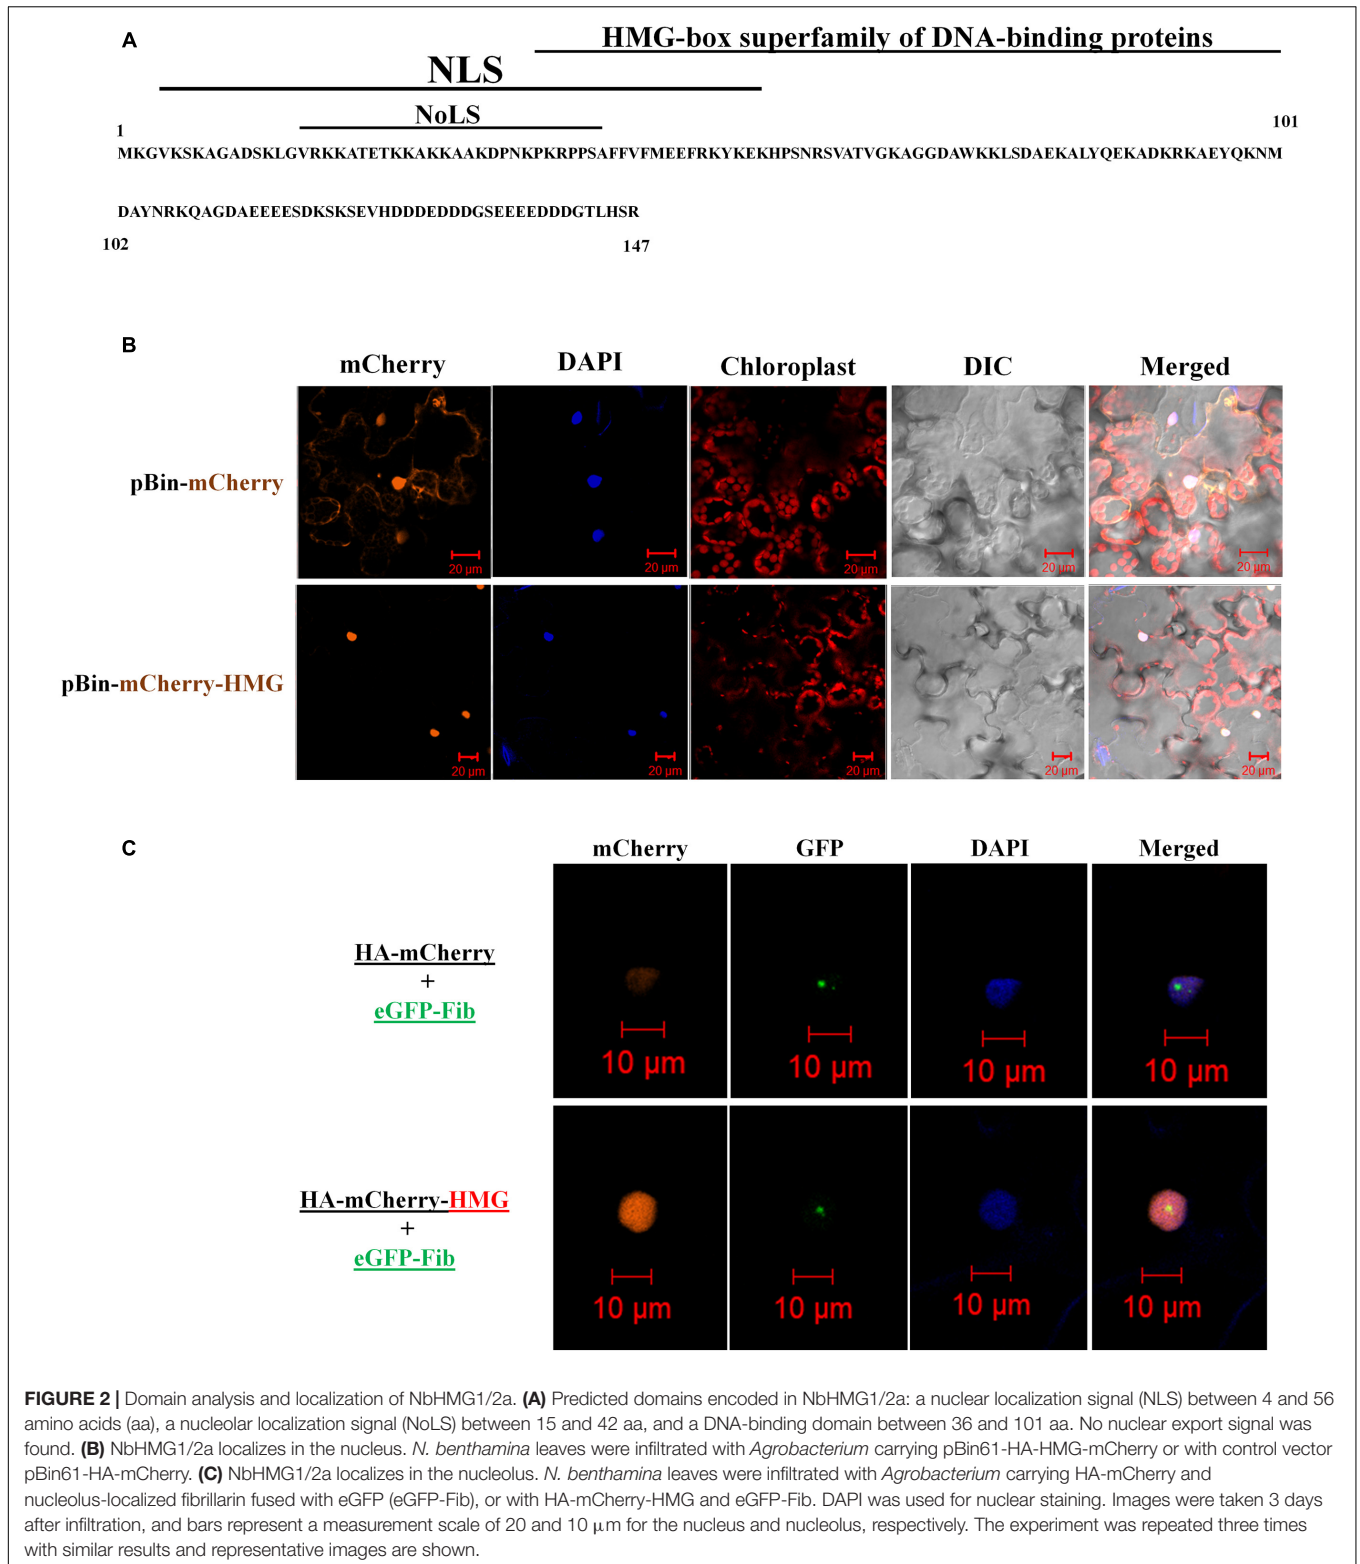 A
HMG-box superfamily of DNA-binding proteins
NLS
NoLS
1
101
MKGVKSKAGADSKLGVRKKATETKKAKKAAKDPNKPKRPPSAFFVFMEEFRKYKEKHPSNRSVATVGKAGGDAWKKLSDAEKALYQEKADKRKAEYQKNM
DAYNRKQAGDAEEEESDKSKSEVHDDDEDDDGSEEEEDDDGTLHSR
102
147
B
mCherry
DAPI
Chloroplast
DIC
Merged
pBin-mCherry
20 µm
20 µm
20 µm
20 µm
20 µm
pBin-mCherry-HMG
20 µm
20 µm
20 µm
20 µm
20 µm
C
mCherry
GFP
DAPI
Merged
HA-mCherry
+
eGFP-Fib
10 µm
10 µm
10 µm
10 µm
HA-mCherry-HMG
+
eGFP-Fib
10 µm
10 µm
10 µm
10 µm
FIGURE 2 | Domain analysis and localization of NbHMG1/2a. (A) Predicted domains encoded in NbHMG1/2a: a nuclear localization signal (NLS) between 4 and 56
amino acids (aa), a nucleolar localization signal (NoLS) between 15 and 42 aa, and a DNA-binding domain between 36 and 101 aa. No nuclear export signal was
found. (B) NbHMG1/2a localizes in the nucleus. N. benthamina leaves were infiltrated with Agrobacterium carrying pBin61-HA-HMG-mCherry or with control vector
pBin61-HA-mCherry. (C) NbHMG1/2a localizes in the nucleolus. N. benthamina leaves were infiltrated with Agrobacterium carrying HA-mCherry and
nucleolus-localized fibrillarin fused with eGFP (eGFP-Fib), or with HA-mCherry-HMG and eGFP-Fib. DAPI was used for nuclear staining. Images were taken 3 days
after infiltration, and bars represent a measurement scale of 20 and 10 µm for the nucleus and nucleolus, respectively. The experiment was repeated three times
with similar results and representative images are shown.